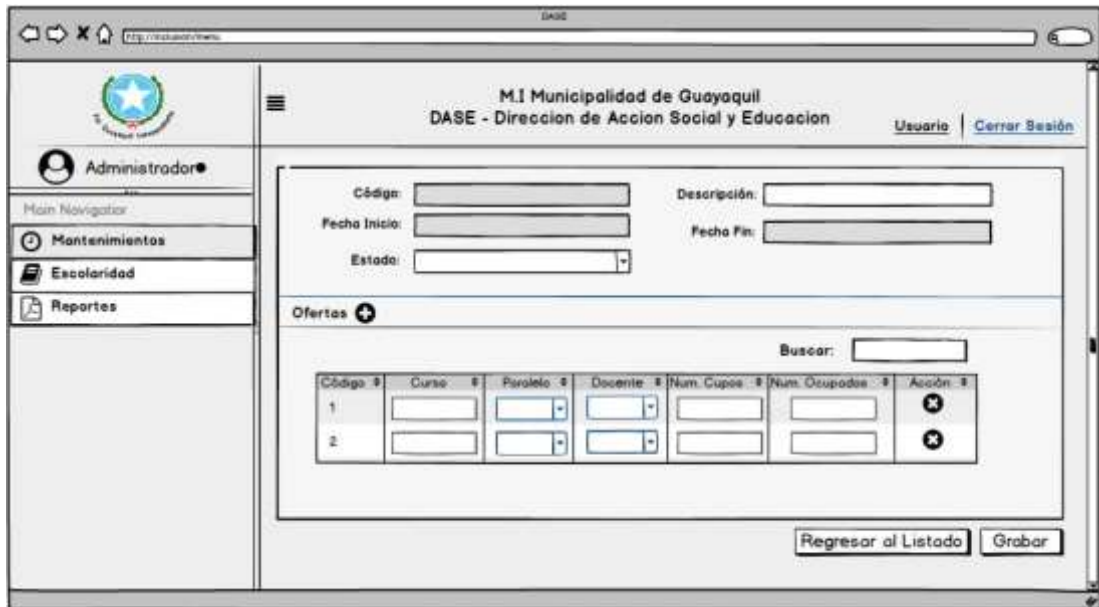 DASE
M.I Municipalidad de Guayaquil
DASE - Direccion de Accion Social y Educacion
Usuario
Cerrar Sesión
Administrador
Main Navigation
Mantenimientos
Escolaridad
Reportes
Código:
Descripción:
Fecha Inicio:
Fecha Fin:
Estado:
Ofertas
Buscar:
Código Curso Paralelo Docente Num. Cupos Num. Ocupados Acción
1
2
Regresar al Listado
Grabar